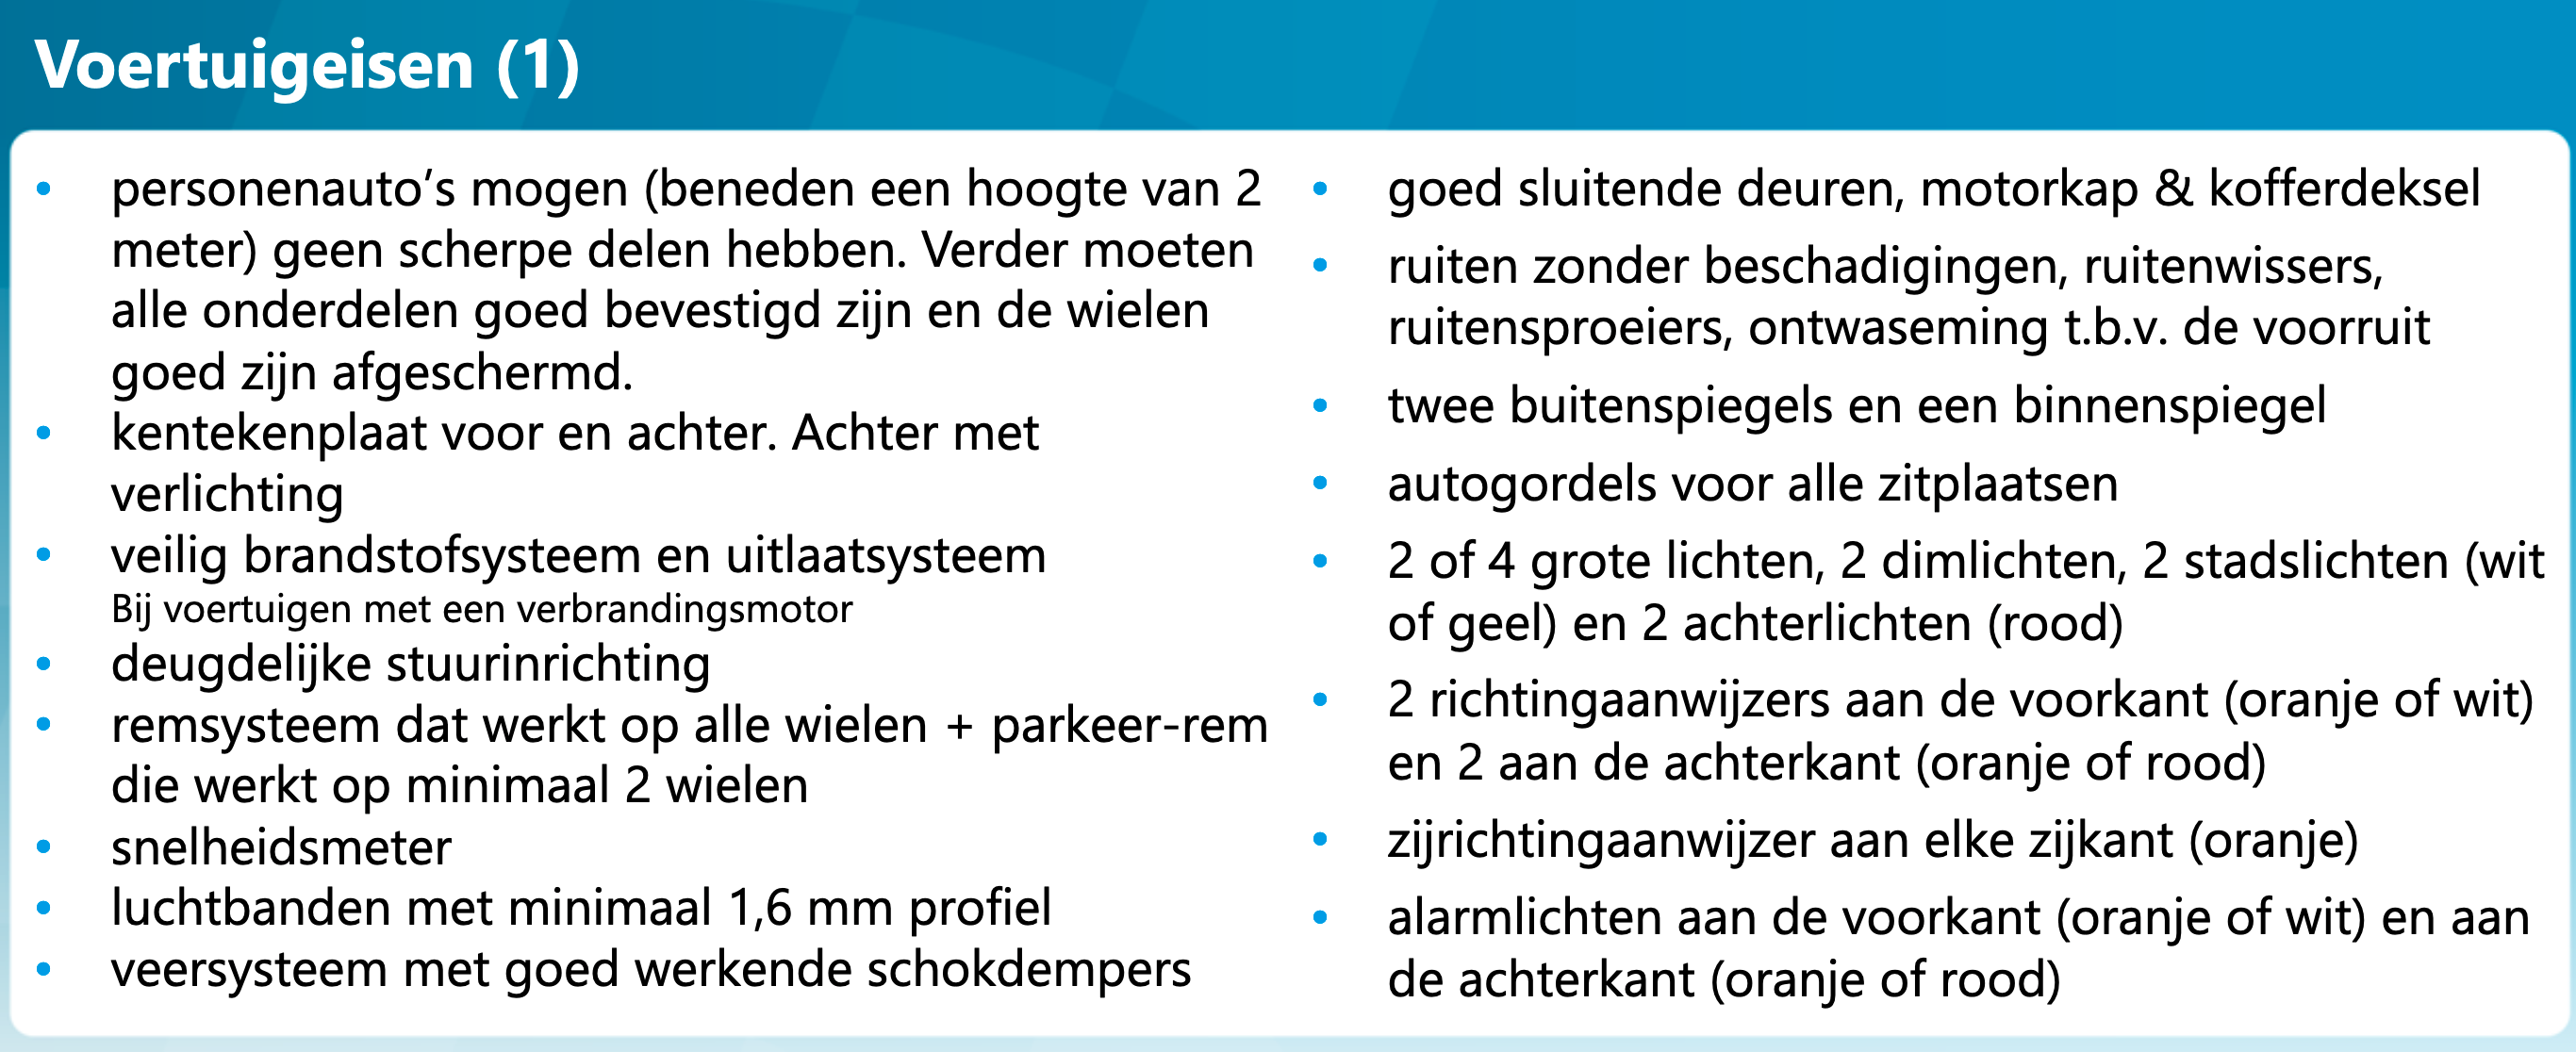 Voertuigeisen (1)
• personenauto’s mogen (beneden een hoogte van 2
meter) geen scherpe delen hebben. Verder moeten
alle onderdelen goed bevestigd zijn en de wielen
goed zijn afgeschermd.
• kentekenplaat voor en achter. Achter met
verlichting
• veilig brandstofsysteem en uitlaatsysteem
Bij voertuigen met een verbrandingsmotor
• deugdelijke stuurinrichting
• remsysteem dat werkt op alle wielen + parkeer-rem
die werkt op minimaal 2 wielen
• snelheidsmeter
• luchtbanden met minimaal 1,6 mm profiel
• veersysteem met goed werkende schokdempers
• goed sluitende deuren, motorkap & kofferdeksel
• ruiten zonder beschadigingen, ruitenwissers,
ruitensproeiers, ontwaseming t.b.v. de voorruit
• twee buitenspiegels en een binnenspiegel
• autogordels voor alle zitplaatsen
• 2 of 4 grote lichten, 2 dimlichten, 2 stadslichten (wit
of geel) en 2 achterlichten (rood)
• 2 richtingaanwijzers aan de voorkant (oranje of wit)
en 2 aan de achterkant (oranje of rood)
• zijrichtingaanwijzer aan elke zijkant (oranje)
• alarmlichten aan de voorkant (oranje of wit) en aan
de achterkant (oranje of rood)